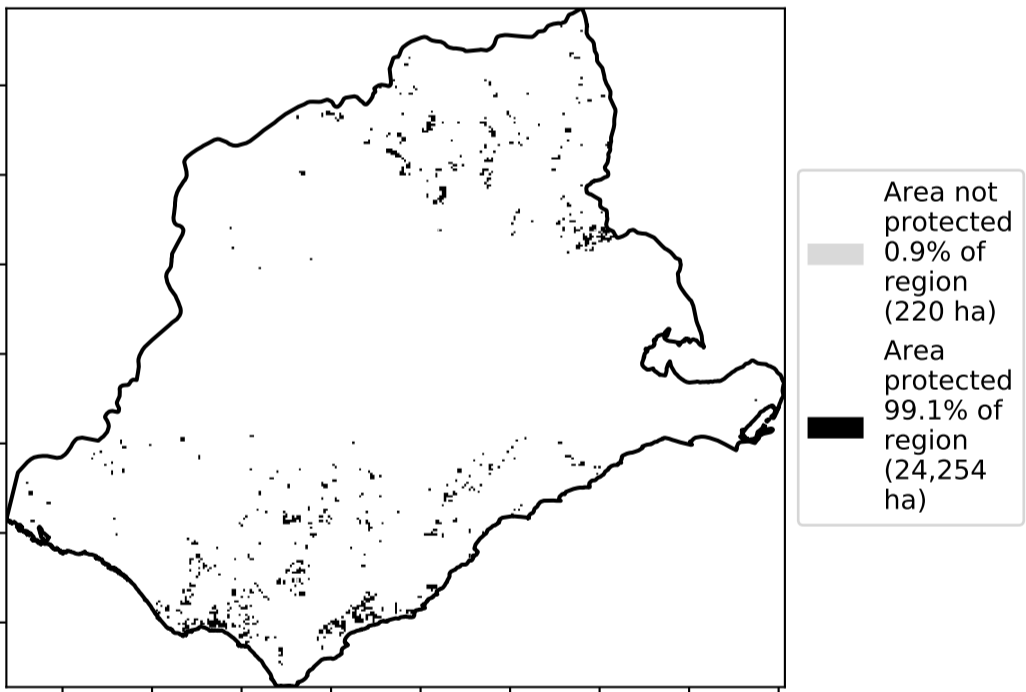 Area not
protected
0.9% of
region
(220 ha)
Area
protected
99.1% of
region
(24,254
ha)